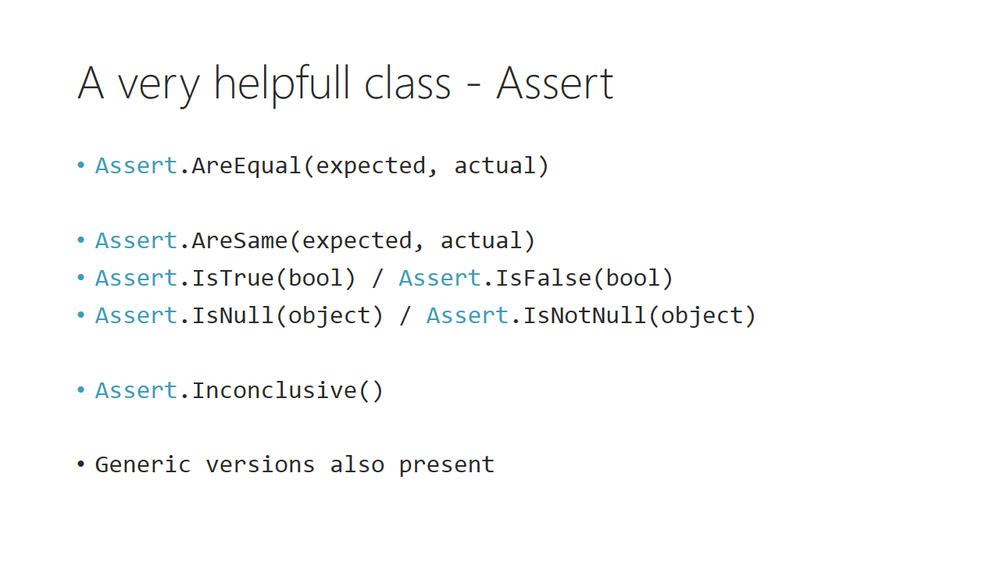 A very helpfull class - Assert
• Assert.AreEqual(expected, actual)
• Assert.AreSame(expected, actual)
• Assert.IsTrue(bool) / Assert.IsFalse(bool)
• Assert.IsNull(object) / Assert.IsNotNull(object)
• Assert.Inconclusive()
• Generic versions also present